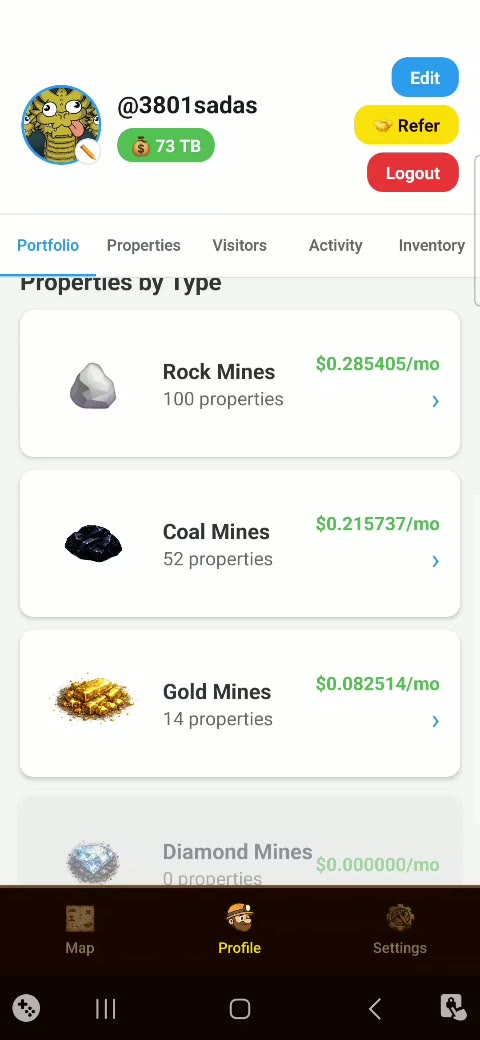 Edit
@3801sadas
73 TB
Refer
Logout
Portfolio Properties Visitors Activity Inventory
Properties by Type
Rock Mines $0.285405/mo
100 properties
Coal Mines $0.215737/mo
52 properties
Gold Mines $0.082514/mo
14 properties
Diamond Mines $0.000000/mo
0 properties
Map Profile Settings